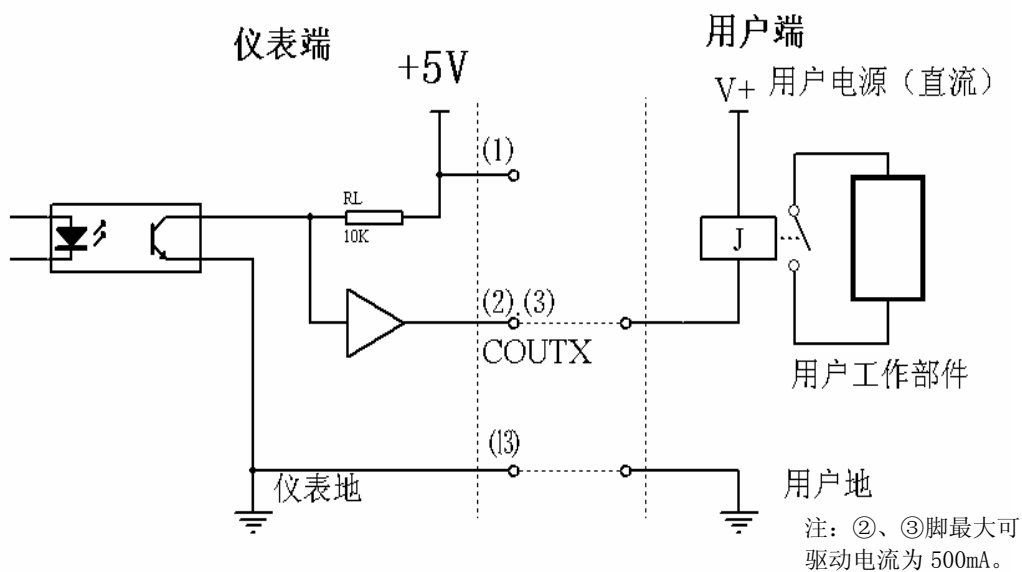 仪表端
用户端
+5V
V+ 用户电源（直流）
(1)
RL
10K
J
(2).(3)
COUTX
用户工作部件
(13)
仪表地
用户地
注：②、③脚最大可
驱动电流为 500mA。